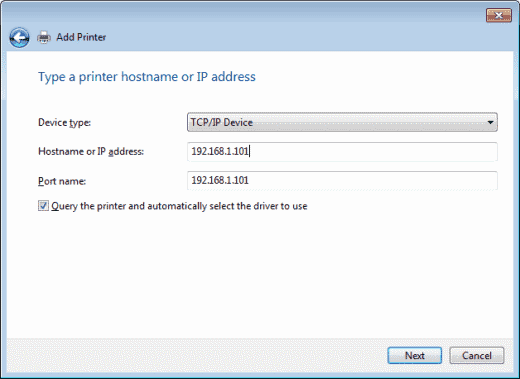 Add Printer
Type a printer hostname or IP address
Device type: TCP/IP Device
Hostname or IP address: 192.168.1.101
Port name: 192.168.1.101
Query the printer and automatically select the driver to use
Next Cancel